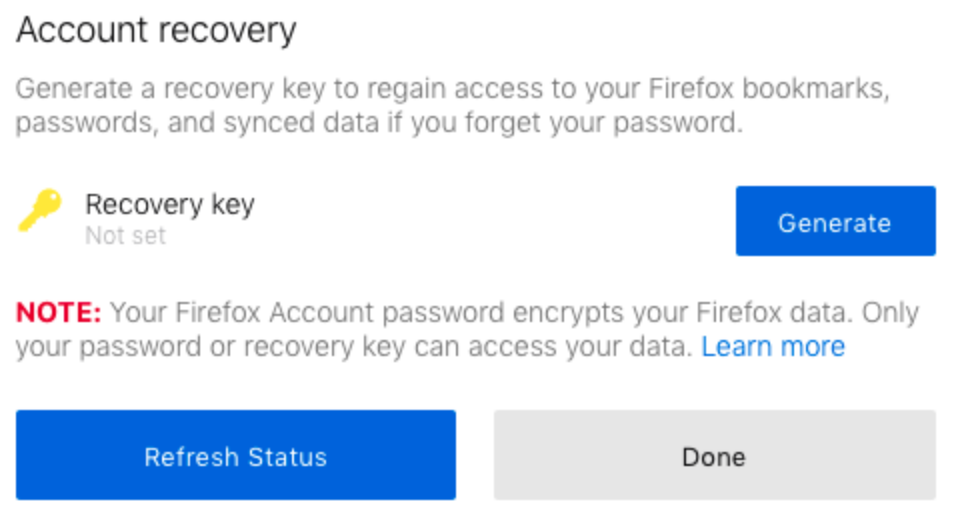 Account recovery
Generate a recovery key to regain access to your Firefox bookmarks,
passwords, and synced data if you forget your password.
Recovery key
Not set
Generate
NOTE: Your Firefox Account password encrypts your Firefox data. Only
your password or recovery key can access your data. Learn more
Refresh Status
Done